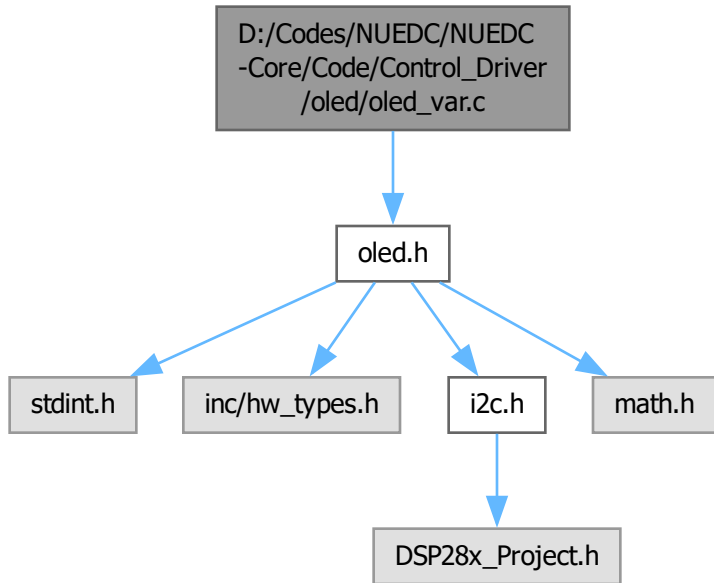 D:/Codes/NUEDC/NUEDC
-Core/Code/Control_Driver
/oled/oled_var.c
oled.h
stdint.h
inc/hw_types.h
i2c.h
math.h
DSP28x_Project.h